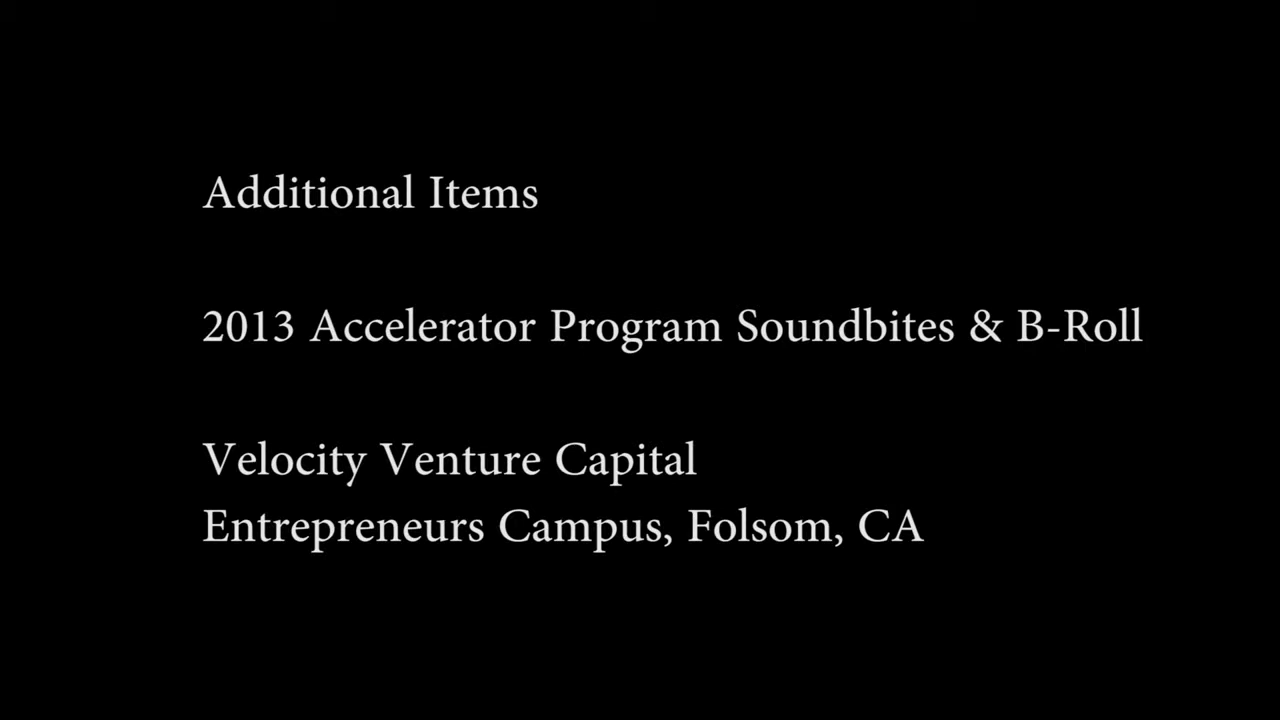 Additional Items
2013 Accelerator Program Soundbites & B-Roll
Velocity Venture Capital
Entrepreneurs Campus, Folsom, CA